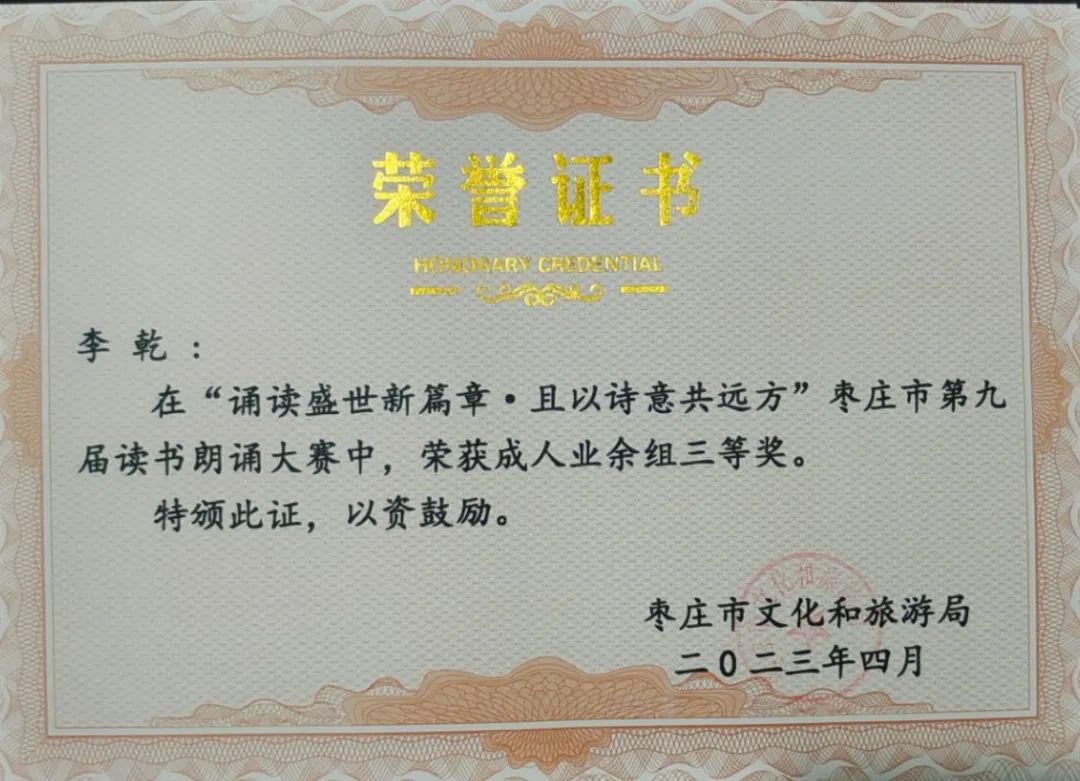 荣誉证书
HONORARY CREDENTIAL
李 乾 :
在“诵读盛世新篇章·且以诗意共远方”枣庄市第九
届读书朗诵大赛中，荣获成人业余组三等奖。
特颁此证，以资鼓励。
枣庄市文化和旅游局
二0二三年四月